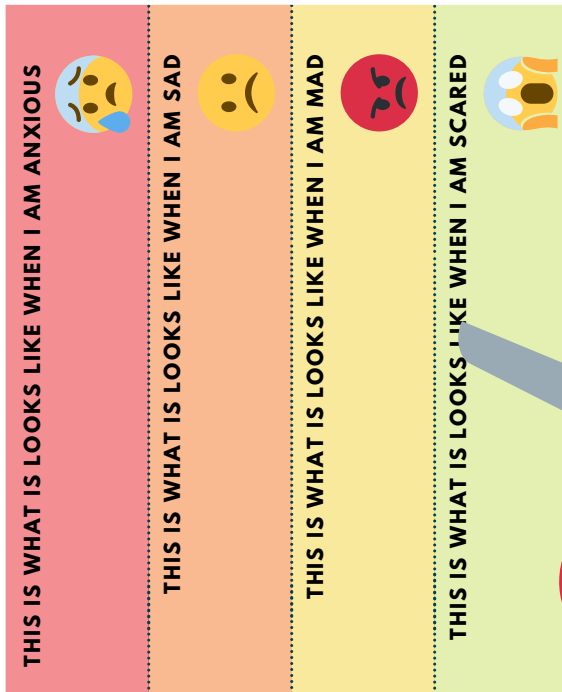 THIS IS WHAT IS LOOKS LIKE WHEN I AM ANXIOUS
THIS IS WHAT IS LOOKS LIKE WHEN I AM SAD
THIS IS WHAT IS LOOKS LIKE WHEN I AM MAD
THIS IS WHAT IS LOOKS LIKE WHEN I AM SCARED